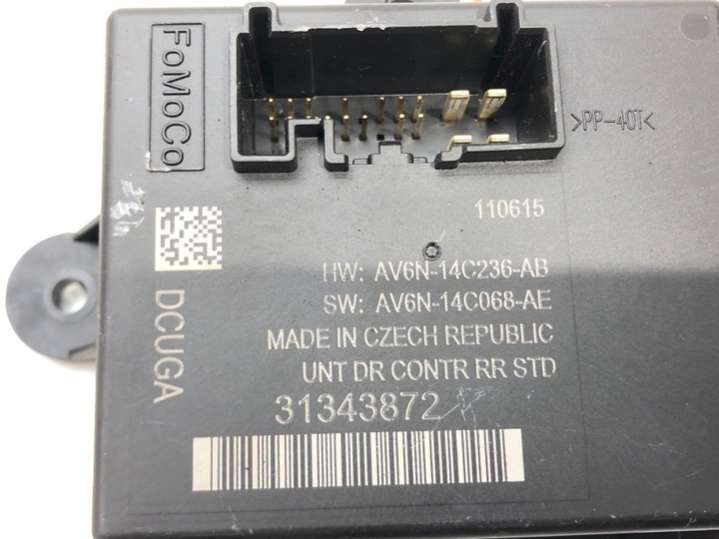 FoMoCo
>PP-40T<
110615
HW: AV6N-14C236-AB
SW: AV6N-14C068-AE
MADE IN CZECH REPUBLIC
UNT DR CONTR RR STD
31343872
DCUGA